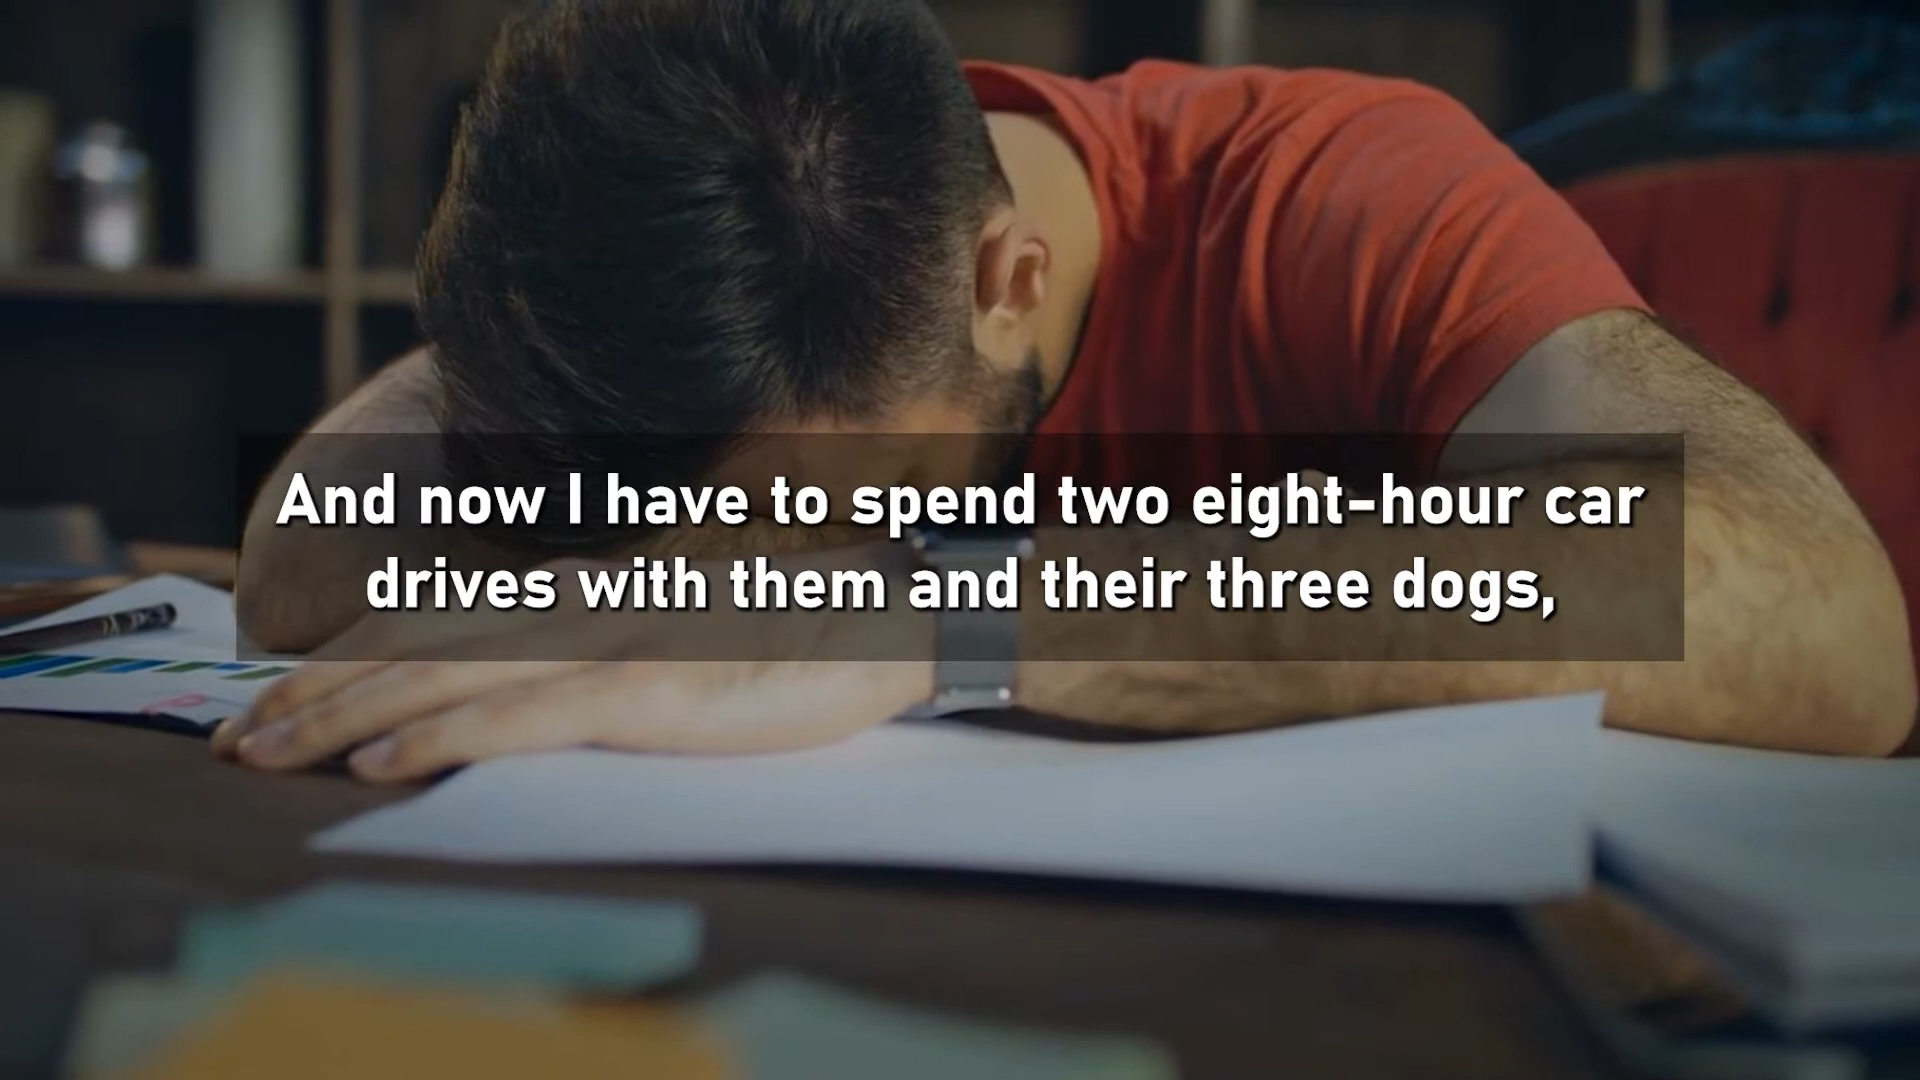 And now I have to spend two eight-hour car
drives with them and their three dogs,